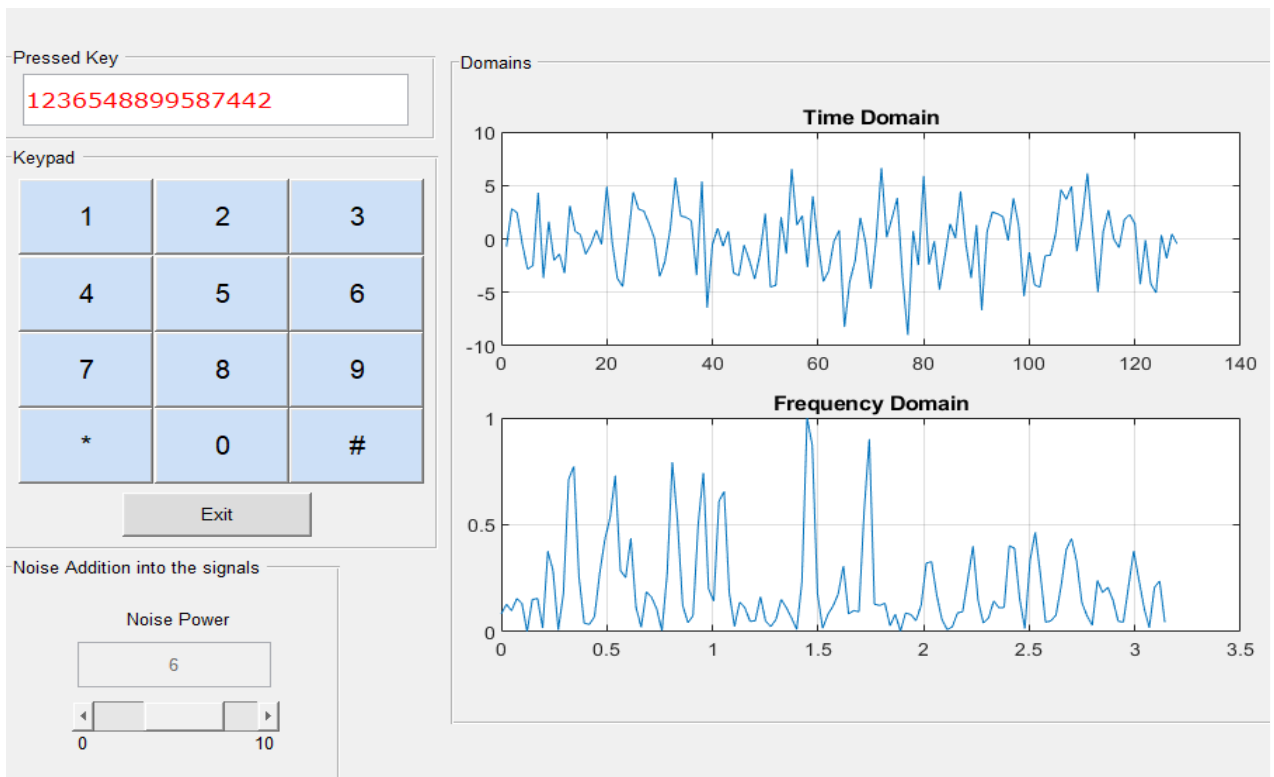 Pressed Key
1236548899587442
Keypad
1 2 3
4 5 6
7 8 9
* 0 #
Exit
Noise Addition into the signals
Noise Power
6
0 10
Domains
Time Domain
10
5
0
-5
-10
0 20 40 60 80 100 120 140
Frequency Domain
1
0.5
0
0 0.5 1 1.5 2 2.5 3 3.5